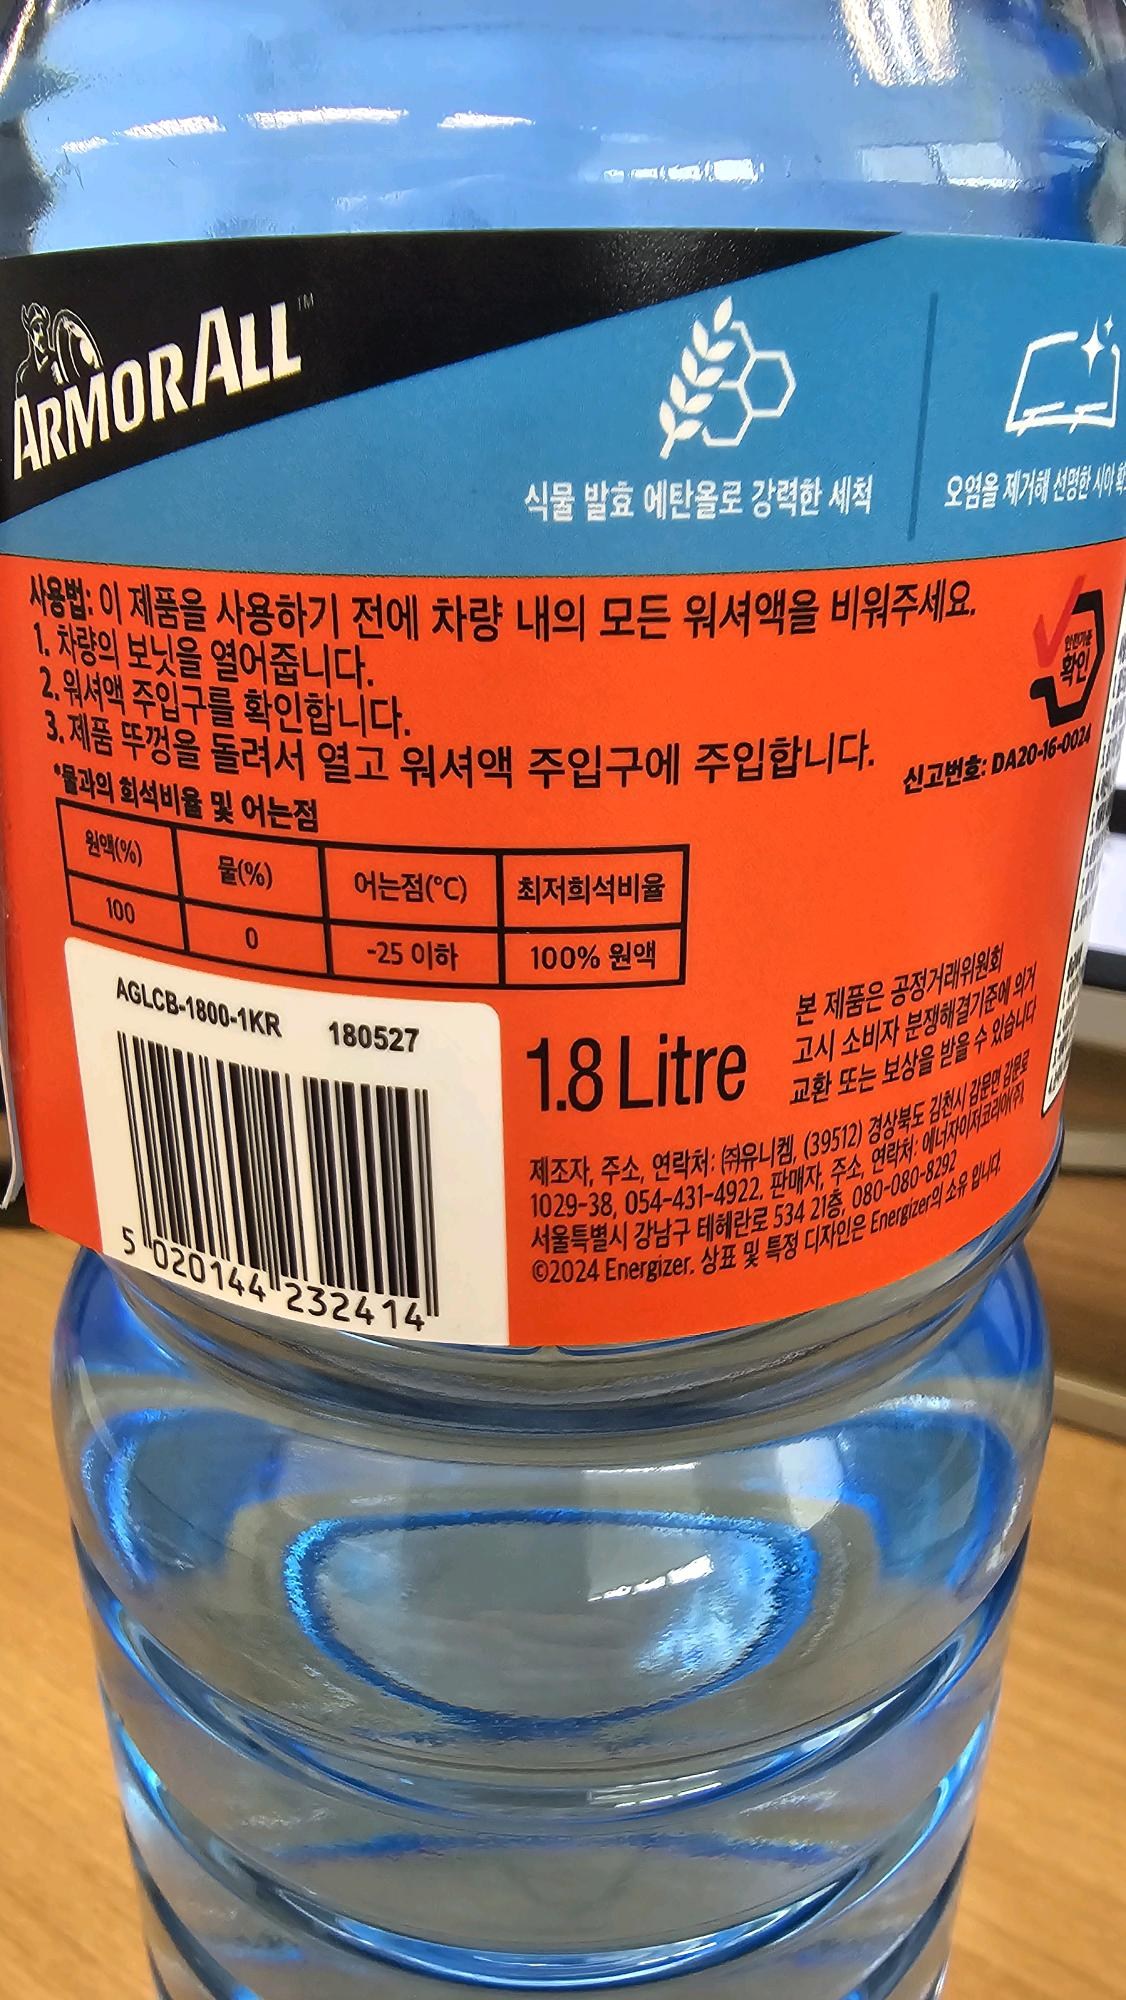 ARMOR ALL™
식물 발효 에탄올로 강력한 세척
오염을 제거해 선명한 시야
사용법: 이 제품을 사용하기 전에 차량 내의 모든 워셔액을 비워주세요.
1. 차량의 보닛을 열어줍니다.
2. 워셔액 주입구를 확인합니다.
3. 제품 뚜껑을 돌려서 열고 워셔액 주입구에 주입합니다.
안전기준
확인
신고번호: DA20-16-0024
*물과의 희석비율 및 어는점
원액(%) 물(%) 어는점(°C) 최저희석비율
100 0 -25 이하 100% 원액
AGLCB-1800-1KR 180527
5 020144 232414
1.8 Litre
본 제품은 공정거래위원회
고시 소비자 분쟁해결기준에 의거
교환 또는 보상을 받을 수 있습니다
제조자, 주소, 연락처: ㈜유니켐, (39512) 경상북도 김천시 감문면 감문로
1029-38, 054-431-4922. 판매자, 주소, 연락처: 에너자이저코리아(주),
서울특별시 강남구 테헤란로 534 21층, 080-080-8292
©2024 Energizer. 상표 및 특정 디자인은 Energizer의 소유 입니다.